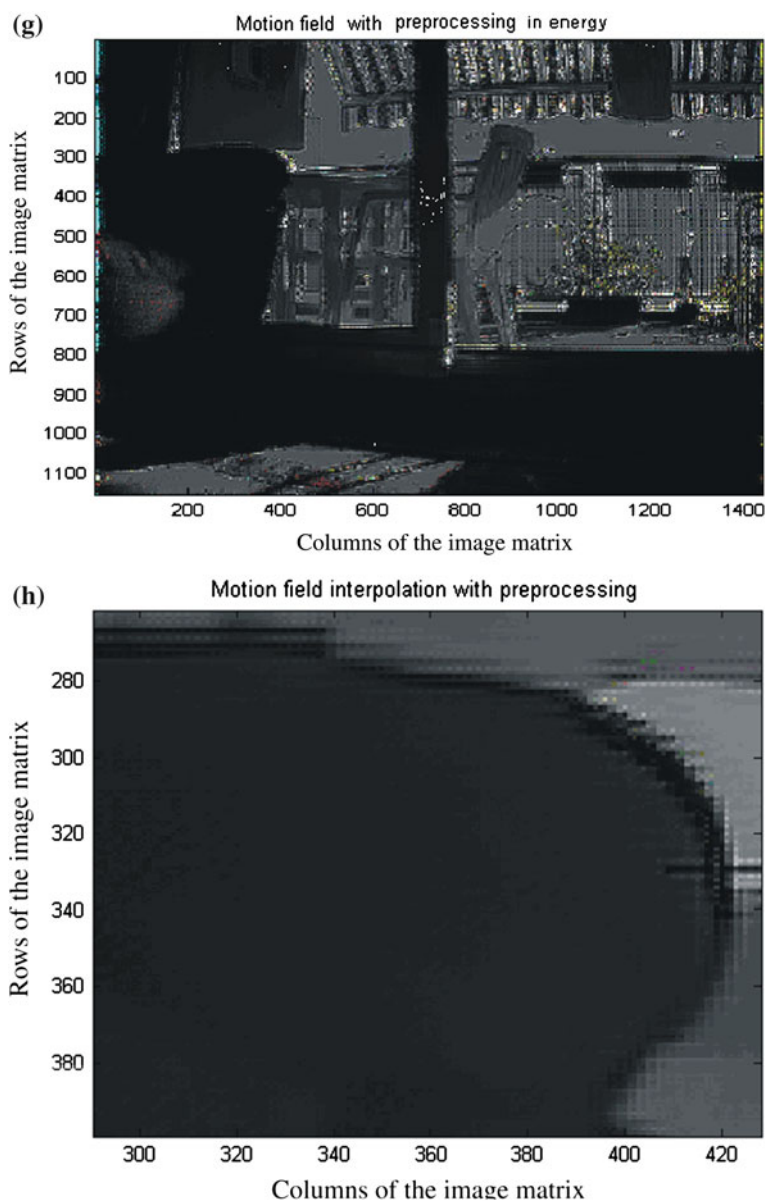 (g)
Motion field with preprocessing in energy
100
200
300
400
500
600
700
800
900
1000
1100
Rows of the image matrix
200 400 600 800 1000 1200 1400
Columns of the image matrix
(h)
Motion field interpolation with preprocessing
280
300
320
340
360
380
Rows of the image matrix
300 320 340 360 380 400 420
Columns of the image matrix